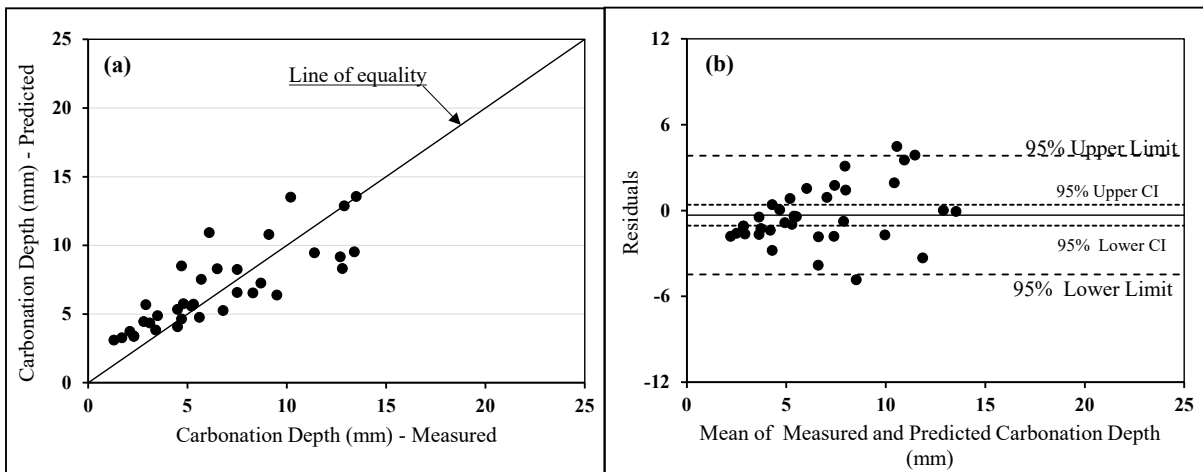 (a)
Line of equality
Carbonation Depth (mm) - Predicted
25
20
15
10
5
0
0 5 10 15 20 25
Carbonation Depth (mm) - Measured
(b)
Residuals
12
6
0
-6
-12
95% Upper Limit
95% Upper CI
95% Lower CI
95% Lower Limit
0 5 10 15 20 25
Mean of Measured and Predicted Carbonation Depth
(mm)